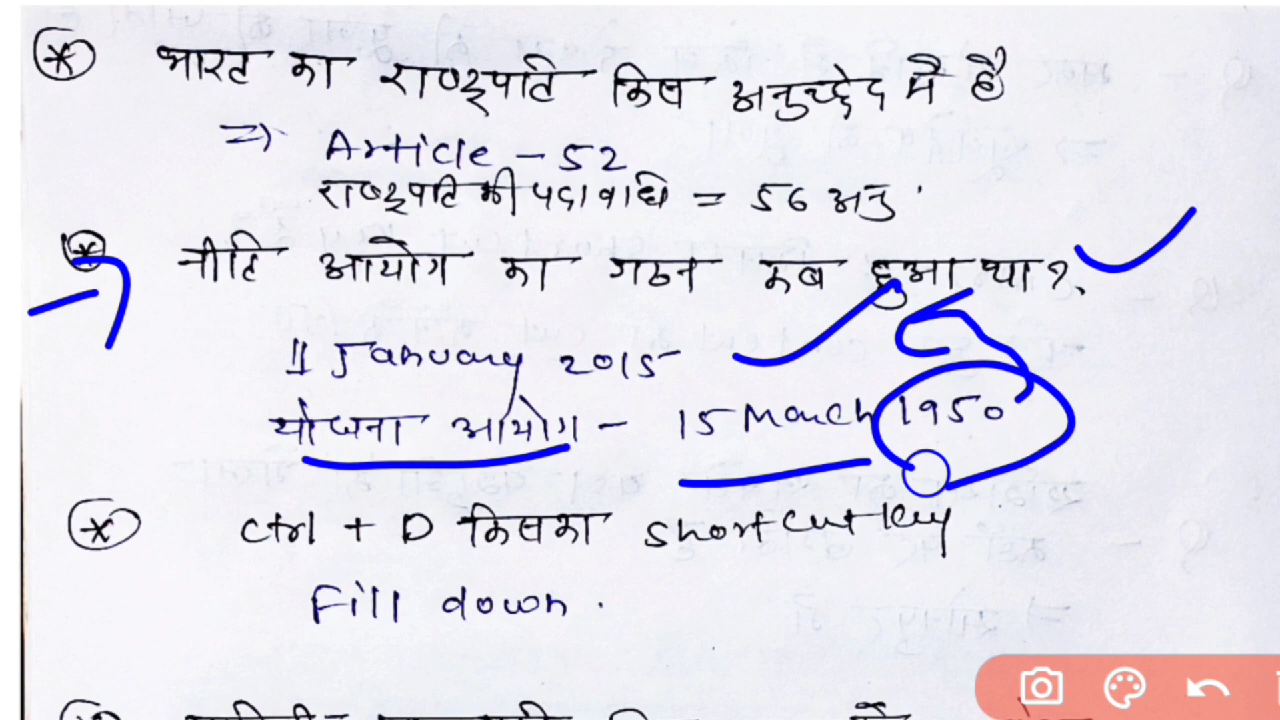 भारत का राष्ट्रपति किस अनुच्छेद में है
⇒ Article - 52
राष्ट्रपति की पदावधि = 56 अनु
नीति आयोग का गठन कब हुआ था?
1 January 2015
योजना आयोग - 15 March 1950
Ctrl + D किसका Shortcut key
Fill down.